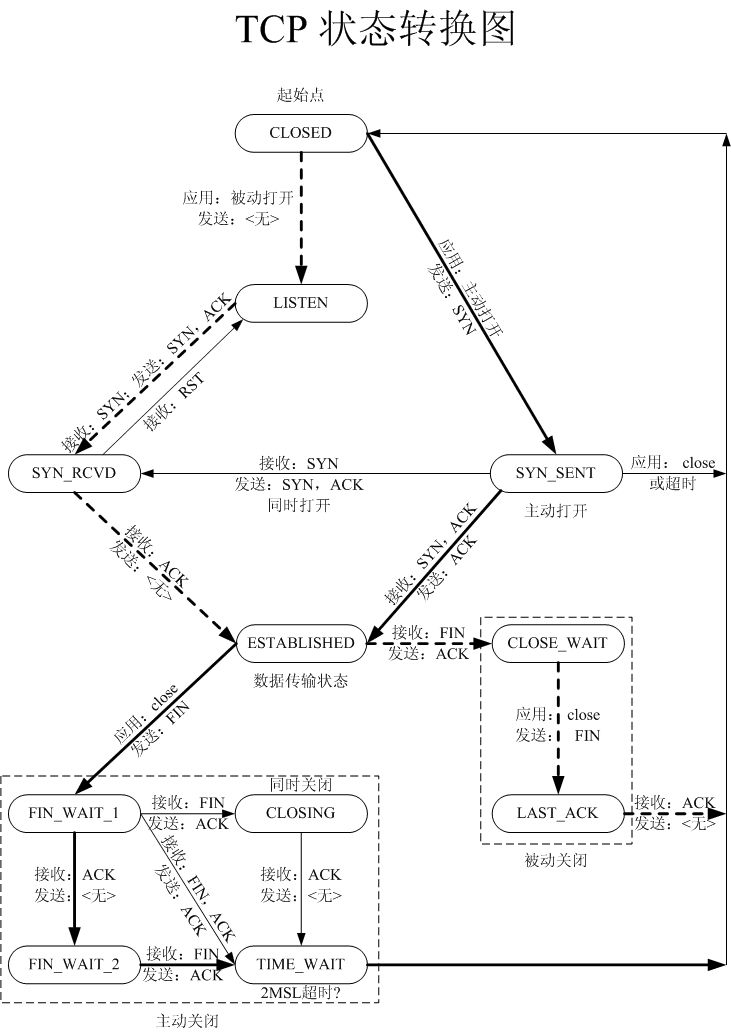 TCP 状态转换图
起始点
CLOSED
应用：被动打开
发送：<无>
应用：主动打开
发送：SYN
LISTEN
接收：SYN；发送：SYN，ACK
接收：RST
SYN_RCVD
接收：SYN
发送：SYN，ACK
同时打开
SYN_SENT
主动打开
应用： close
或超时
接收：ACK
发送：<无>
接收：SYN，ACK
发送：ACK
ESTABLISHED
数据传输状态
接收：FIN
发送：ACK
CLOSE_WAIT
应用：close
发送： FIN
LAST_ACK
接收：ACK
发送：<无>
被动关闭
应用：close
发送：FIN
同时关闭
FIN_WAIT_1
接收：FIN
发送：ACK
CLOSING
接收：ACK
发送：<无>
接收：FIN，ACK
发送：ACK
接收：ACK
发送：<无>
FIN_WAIT_2
接收：FIN
发送：ACK
TIME_WAIT
2MSL超时?
主动关闭